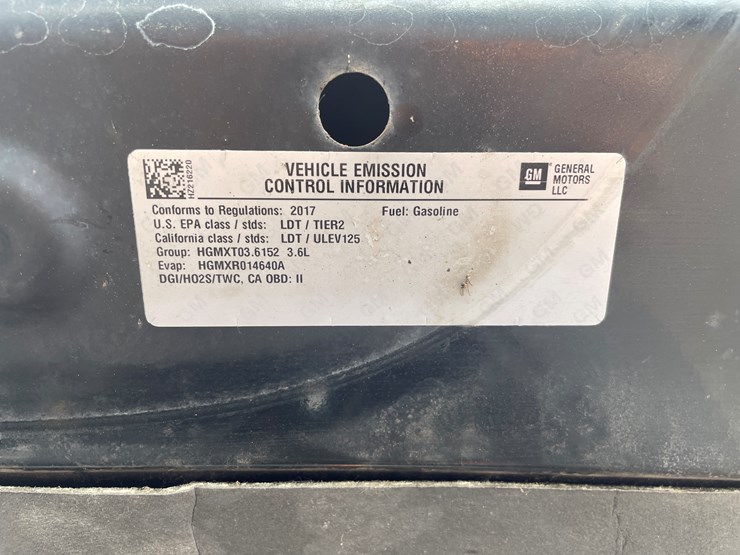 VEHICLE EMISSION
CONTROL INFORMATION
HZ216220
GM
GENERAL
MOTORS
LLC
Conforms to Regulations: 2017 Fuel: Gasoline
U.S. EPA class / stds: LDT / TIER2
California class / stds: LDT / ULEV125
Group: HGMXT03.6152 3.6L
Evap: HGMXR014640A
DGI/HO2S/TWC, CA OBD: II